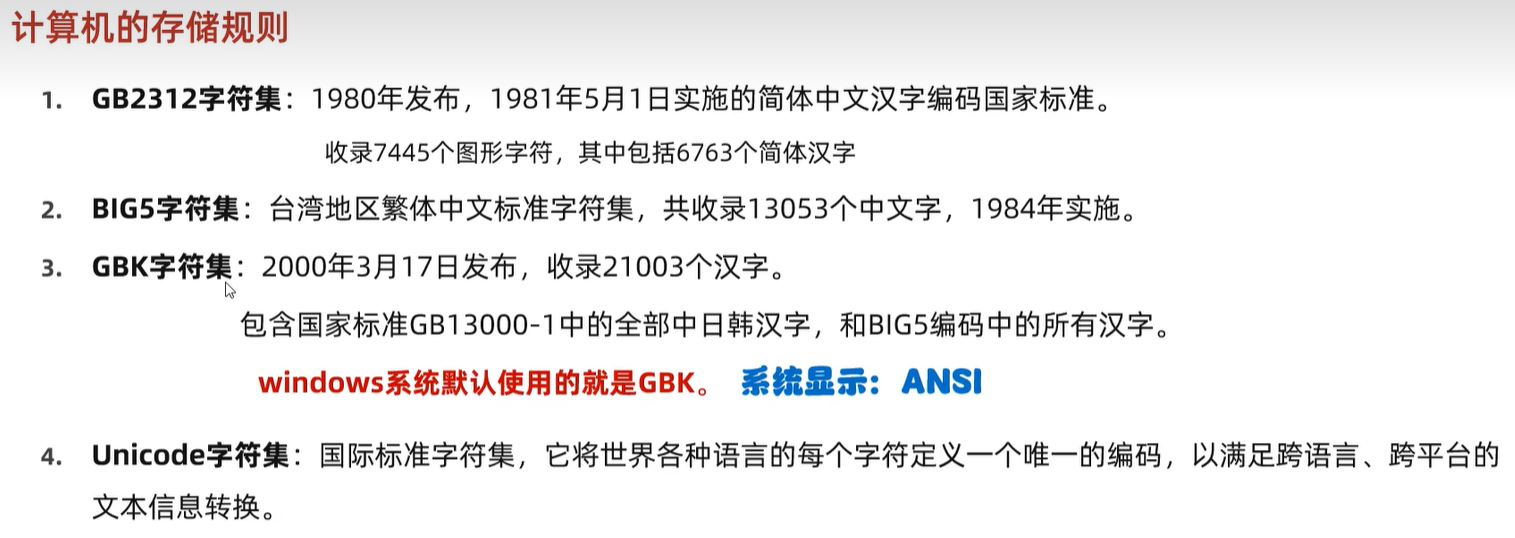 计算机的存储规则
1. GB2312字符集：1980年发布，1981年5月1日实施的简体中文汉字编码国家标准。
收录7445个图形字符，其中包括6763个简体汉字
2. BIG5字符集：台湾地区繁体中文标准字符集，共收录13053个中文字，1984年实施。
3. GBK字符集：2000年3月17日发布，收录21003个汉字。
包含国家标准GB13000-1中的全部中日韩汉字，和BIG5编码中的所有汉字。
windows系统默认使用的就是GBK。 系统显示：ANSI
4. Unicode字符集：国际标准字符集，它将世界各种语言的每个字符定义一个唯一的编码，以满足跨语言、跨平台的
文本信息转换。